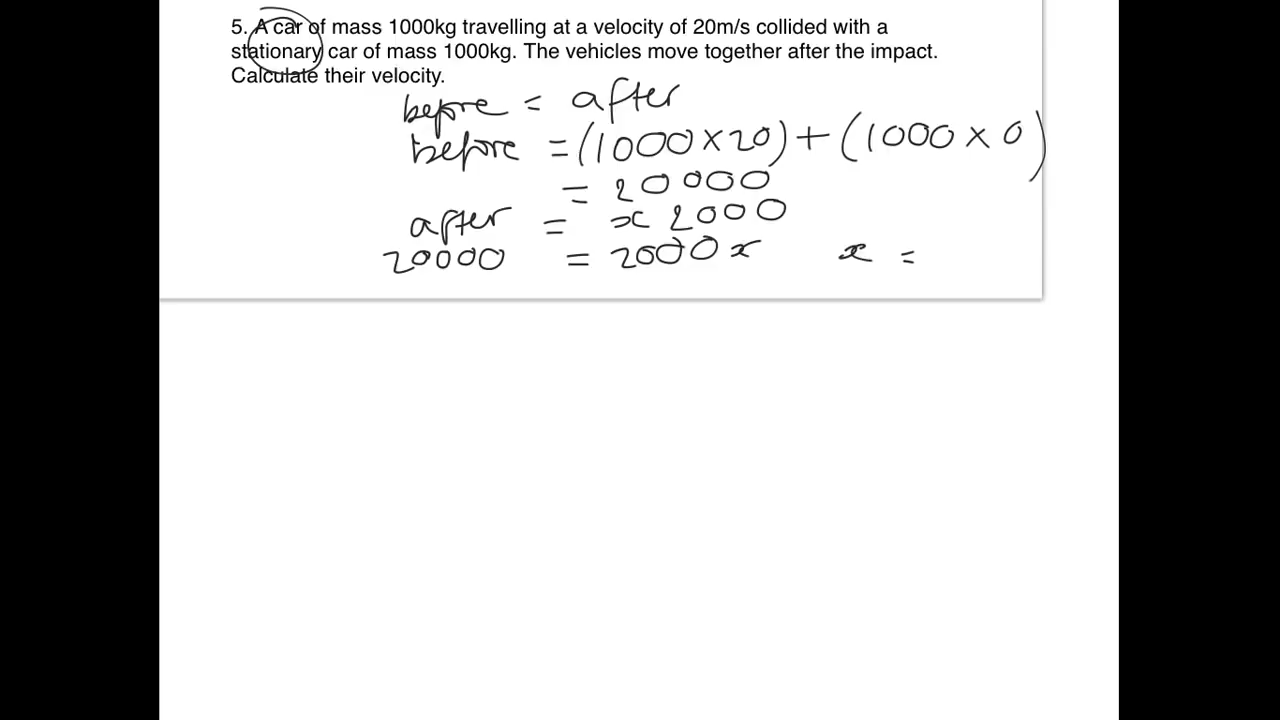 5. A car of mass 1000kg travelling at a velocity of 20m/s collided with a
stationary car of mass 1000kg. The vehicles move together after the impact.
Calculate their velocity.
before = after
before = (1000 × 20) + (1000 × 0)
= 20000
after = x 2000
20000 = 2000 x x =